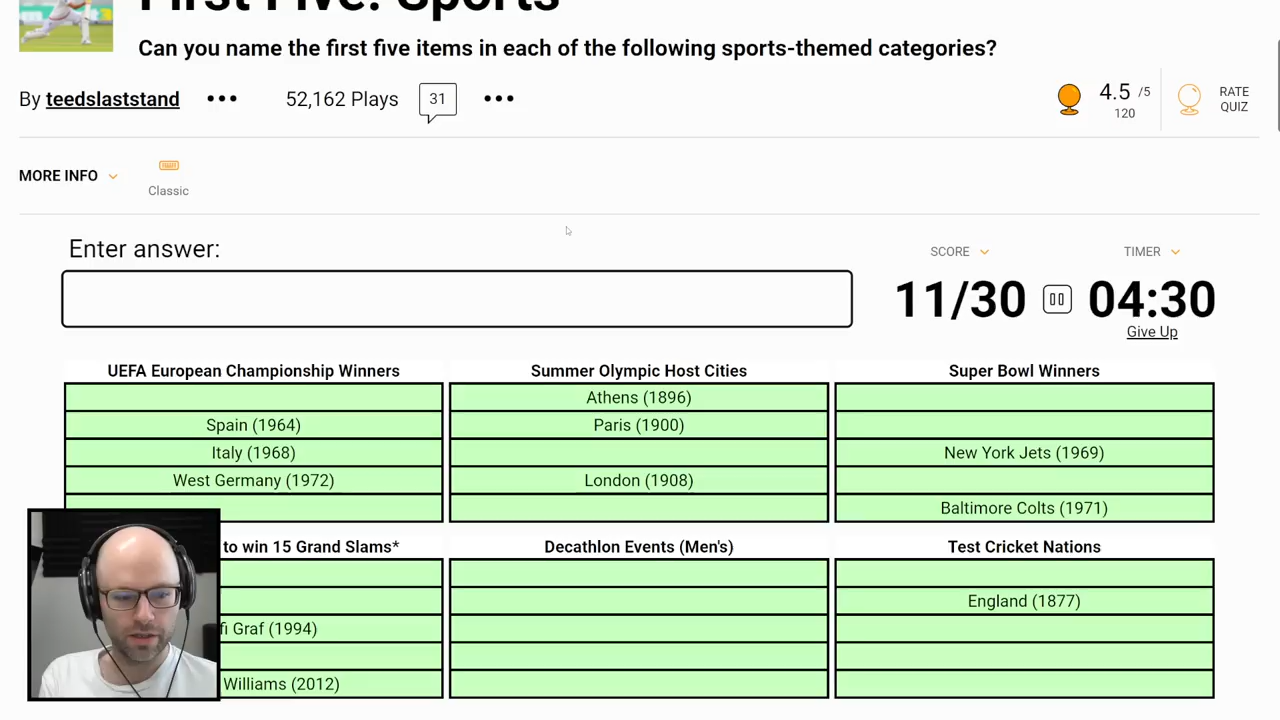 First Five: Sports
Can you name the first five items in each of the following sports-themed categories?
By teedslaststand ••• 52,162 Plays 31 •••
4.5 /5
120
RATE
QUIZ
MORE INFO
Classic
Enter answer:
SCORE
TIMER
11/30
04:30
Give Up
UEFA European Championship Winners
Summer Olympic Host Cities
Super Bowl Winners
Athens (1896)
Spain (1964)
Paris (1900)
Italy (1968)
New York Jets (1969)
West Germany (1972)
London (1908)
Baltimore Colts (1971)
to win 15 Grand Slams*
Decathlon Events (Men's)
Test Cricket Nations
England (1877)
fi Graf (1994)
Williams (2012)